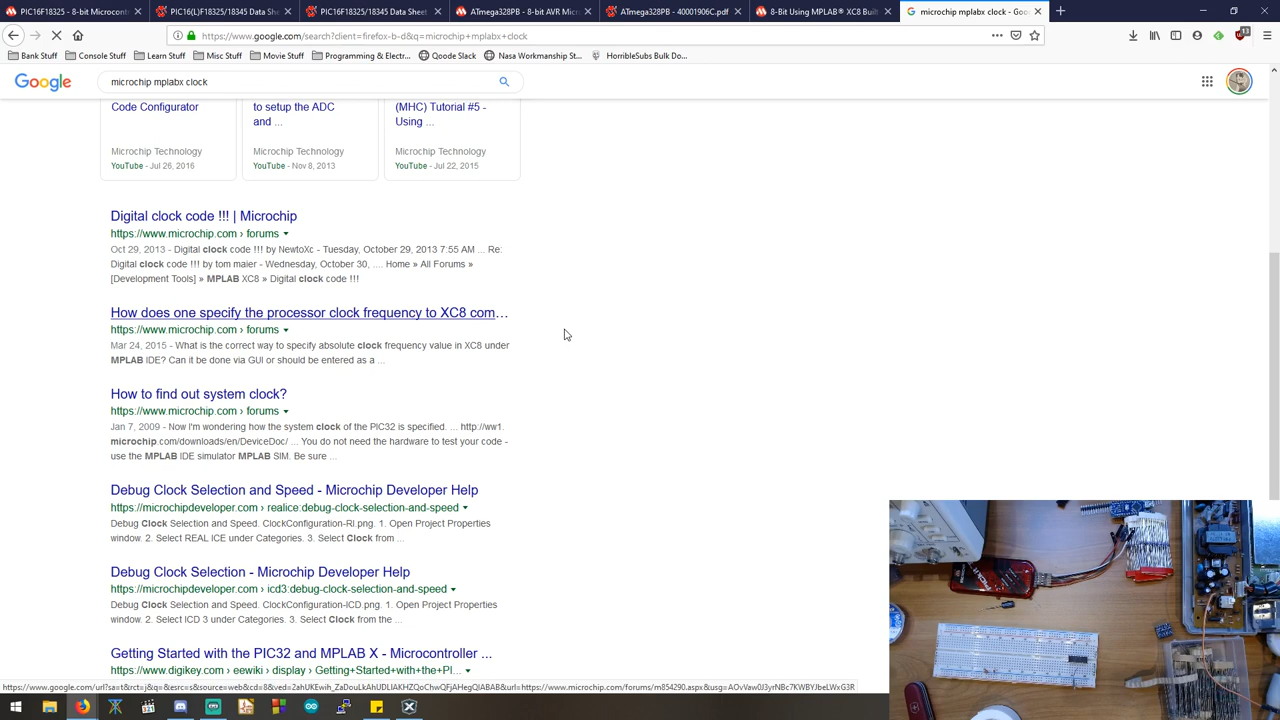 PIC16F18325 - 8-bit Microcont
PIC16(L)F18325/18345 Data She
PIC16F18325/18345 Data Sheet
ATmega328PB - 8-bit AVR Micr
ATmega328PB - 40001906C.pdf
8-Bit Using MPLAB® XC8 Built
microchip mplabx clock - Goo
https://www.google.com/search?client=firefox-b-d&q=microchip+mplabx+clock
13
Bank Stuff
Console Stuff
Learn Stuff
Misc Stuff
Movie Stuff
Programming & Electr...
Qoode Slack
Nasa Workmanship St...
HorribleSubs Bulk Do...
Google
microchip mplabx clock
Code Configurator
Microchip Technology
YouTube - Jul 26, 2016
to setup the ADC
and ...
Microchip Technology
YouTube - Nov 8, 2013
(MHC) Tutorial #5 -
Using ...
Microchip Technology
YouTube - Jul 22, 2015
Digital clock code !!! | Microchip
https://www.microchip.com › forums
Oct 29, 2013 - Digital clock code !!! by NewtoXc - Tuesday, October 29, 2013 7:55 AM ... Re:
Digital clock code !!! by tom maier - Wednesday, October 30, .... Home » All Forums »
[Development Tools] » MPLAB XC8 » Digital clock code !!!
How does one specify the processor clock frequency to XC8 com...
https://www.microchip.com › forums
Mar 24, 2015 - What is the correct way to specify absolute clock frequency value in XC8 under
MPLAB IDE? Can it be done via GUI or should be entered as a ...
How to find out system clock?
https://www.microchip.com › forums
Jan 7, 2009 - Now i'm wondering how the system clock of the PIC32 is specified. ... http://ww1.
microchip.com/downloads/en/DeviceDoc/ ... You do not need the hardware to test your code -
use the MPLAB IDE simulator MPLAB SIM. Be sure ...
Debug Clock Selection and Speed - Microchip Developer Help
https://microchipdeveloper.com › realice:debug-clock-selection-and-speed
Debug Clock Selection and Speed. ClockConfiguration-RI.png. 1. Open Project Properties
window. 2. Select REAL ICE under Categories. 3. Select Clock from ...
Debug Clock Selection - Microchip Developer Help
https://microchipdeveloper.com › icd3:debug-clock-selection-and-speed
Debug Clock Selection and Speed. ClockConfiguration-ICD.png. 1. Open Project Properties
window. 2. Select ICD 3 under Categories. 3. Select Clock from the ...
Getting Started with the PIC32 and MPLAB X - Microcontroller ...
https://www.digikey.com › eewiki › display › Getting+Started+with+the+PI...